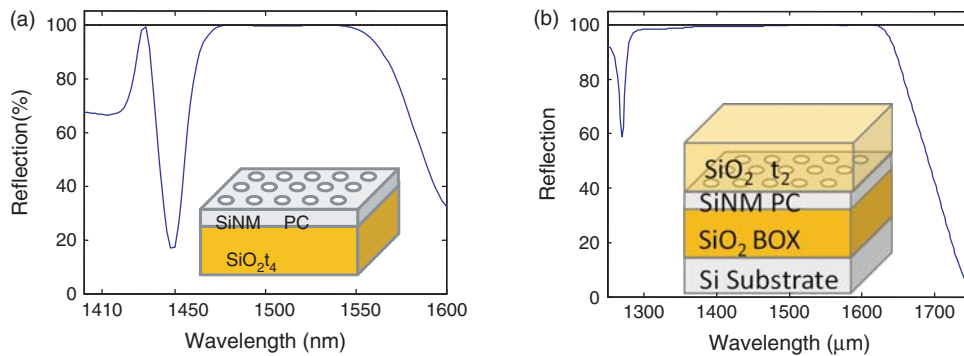 (a)
100
80
60
40
20
0
Reflection(%)
SiNM PC
SiO2t4
1410 1450 1500 1550 1600
Wavelength (nm)
(b)
100
80
60
40
20
0
Reflection
SiO2 t2
SiNM PC
SiO2 BOX
Si Substrate
1300 1400 1500 1600 1700
Wavelength (μm)